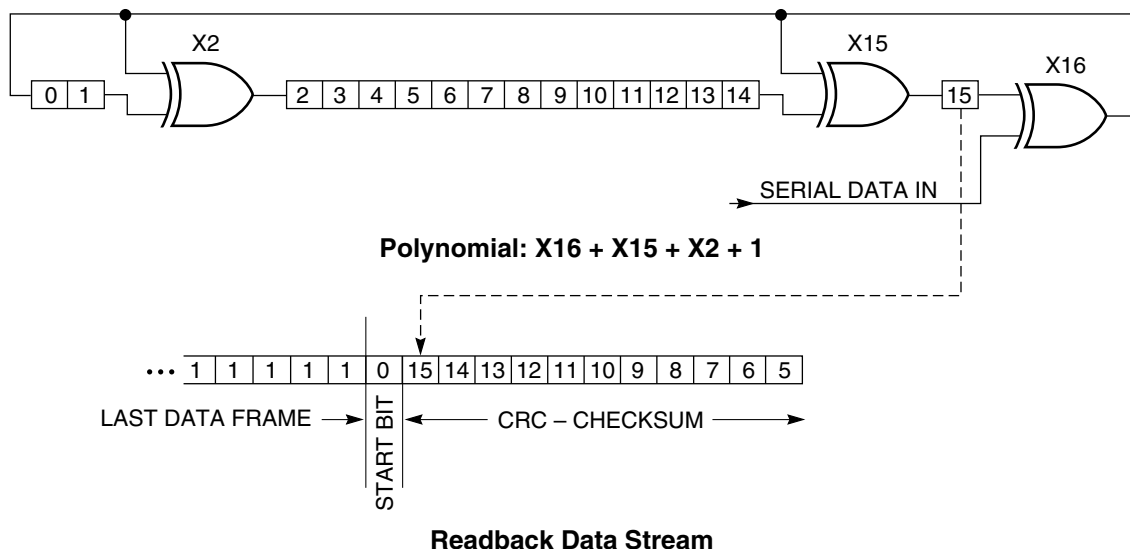 X2
X15
X16
0 1
2 3 4 5 6 7 8 9 10 11 12 13 14
15
SERIAL DATA IN
Polynomial: X16 + X15 + X2 + 1
••• 1 1 1 1 1 0 15 14 13 12 11 10 9 8 7 6 5
LAST DATA FRAME
START BIT
CRC – CHECKSUM
Readback Data Stream